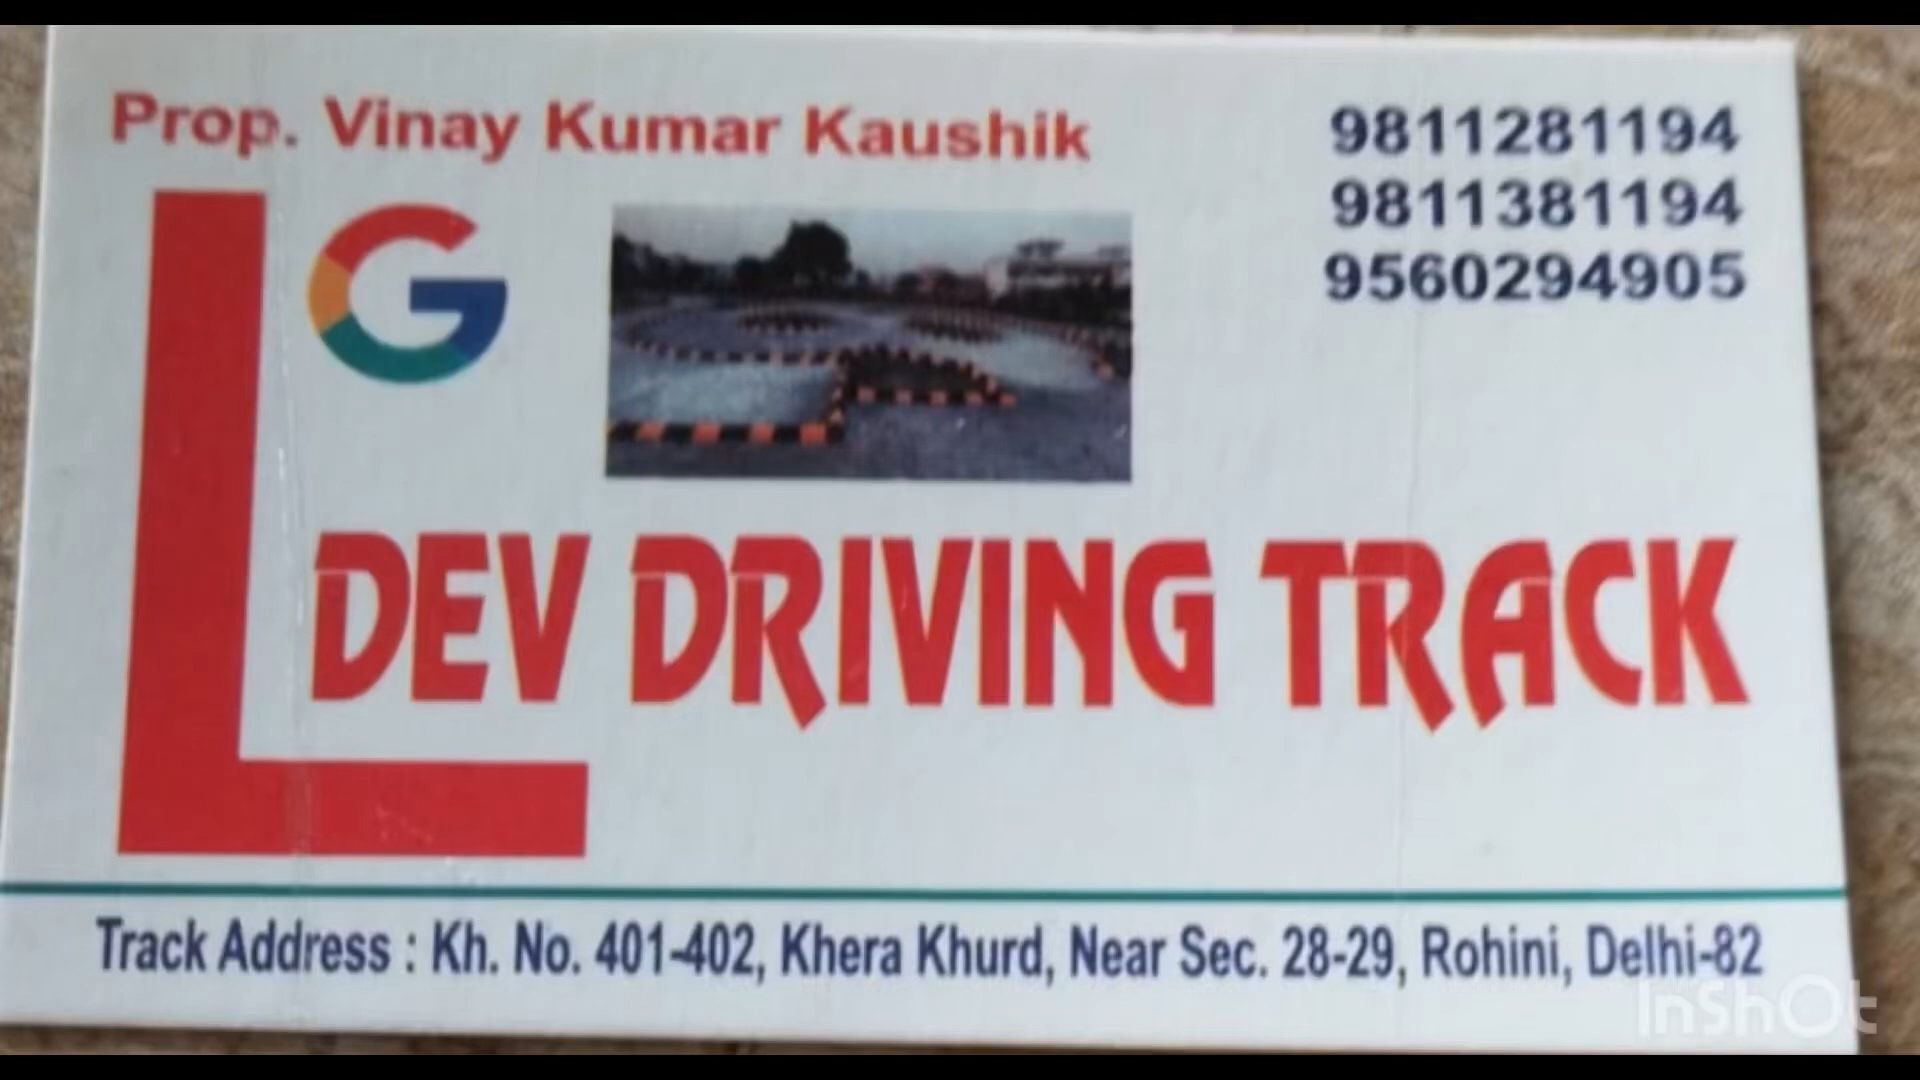 Prop. Vinay Kumar Kaushik
9811281194
9811381194
9560294905
L
G
DEV DRIVING TRACK
Track Address : Kh. No. 401-402, Khera Khurd, Near Sec. 28-29, Rohini, Delhi-82
InShOt